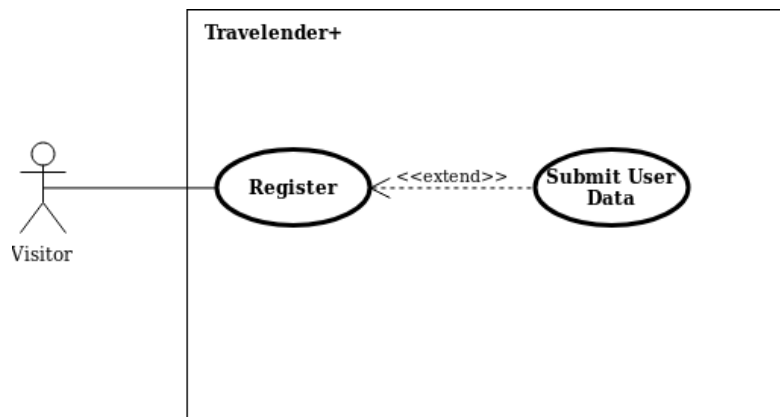 Travelender+
Register
<<extend>>
Submit User
Data
Visitor